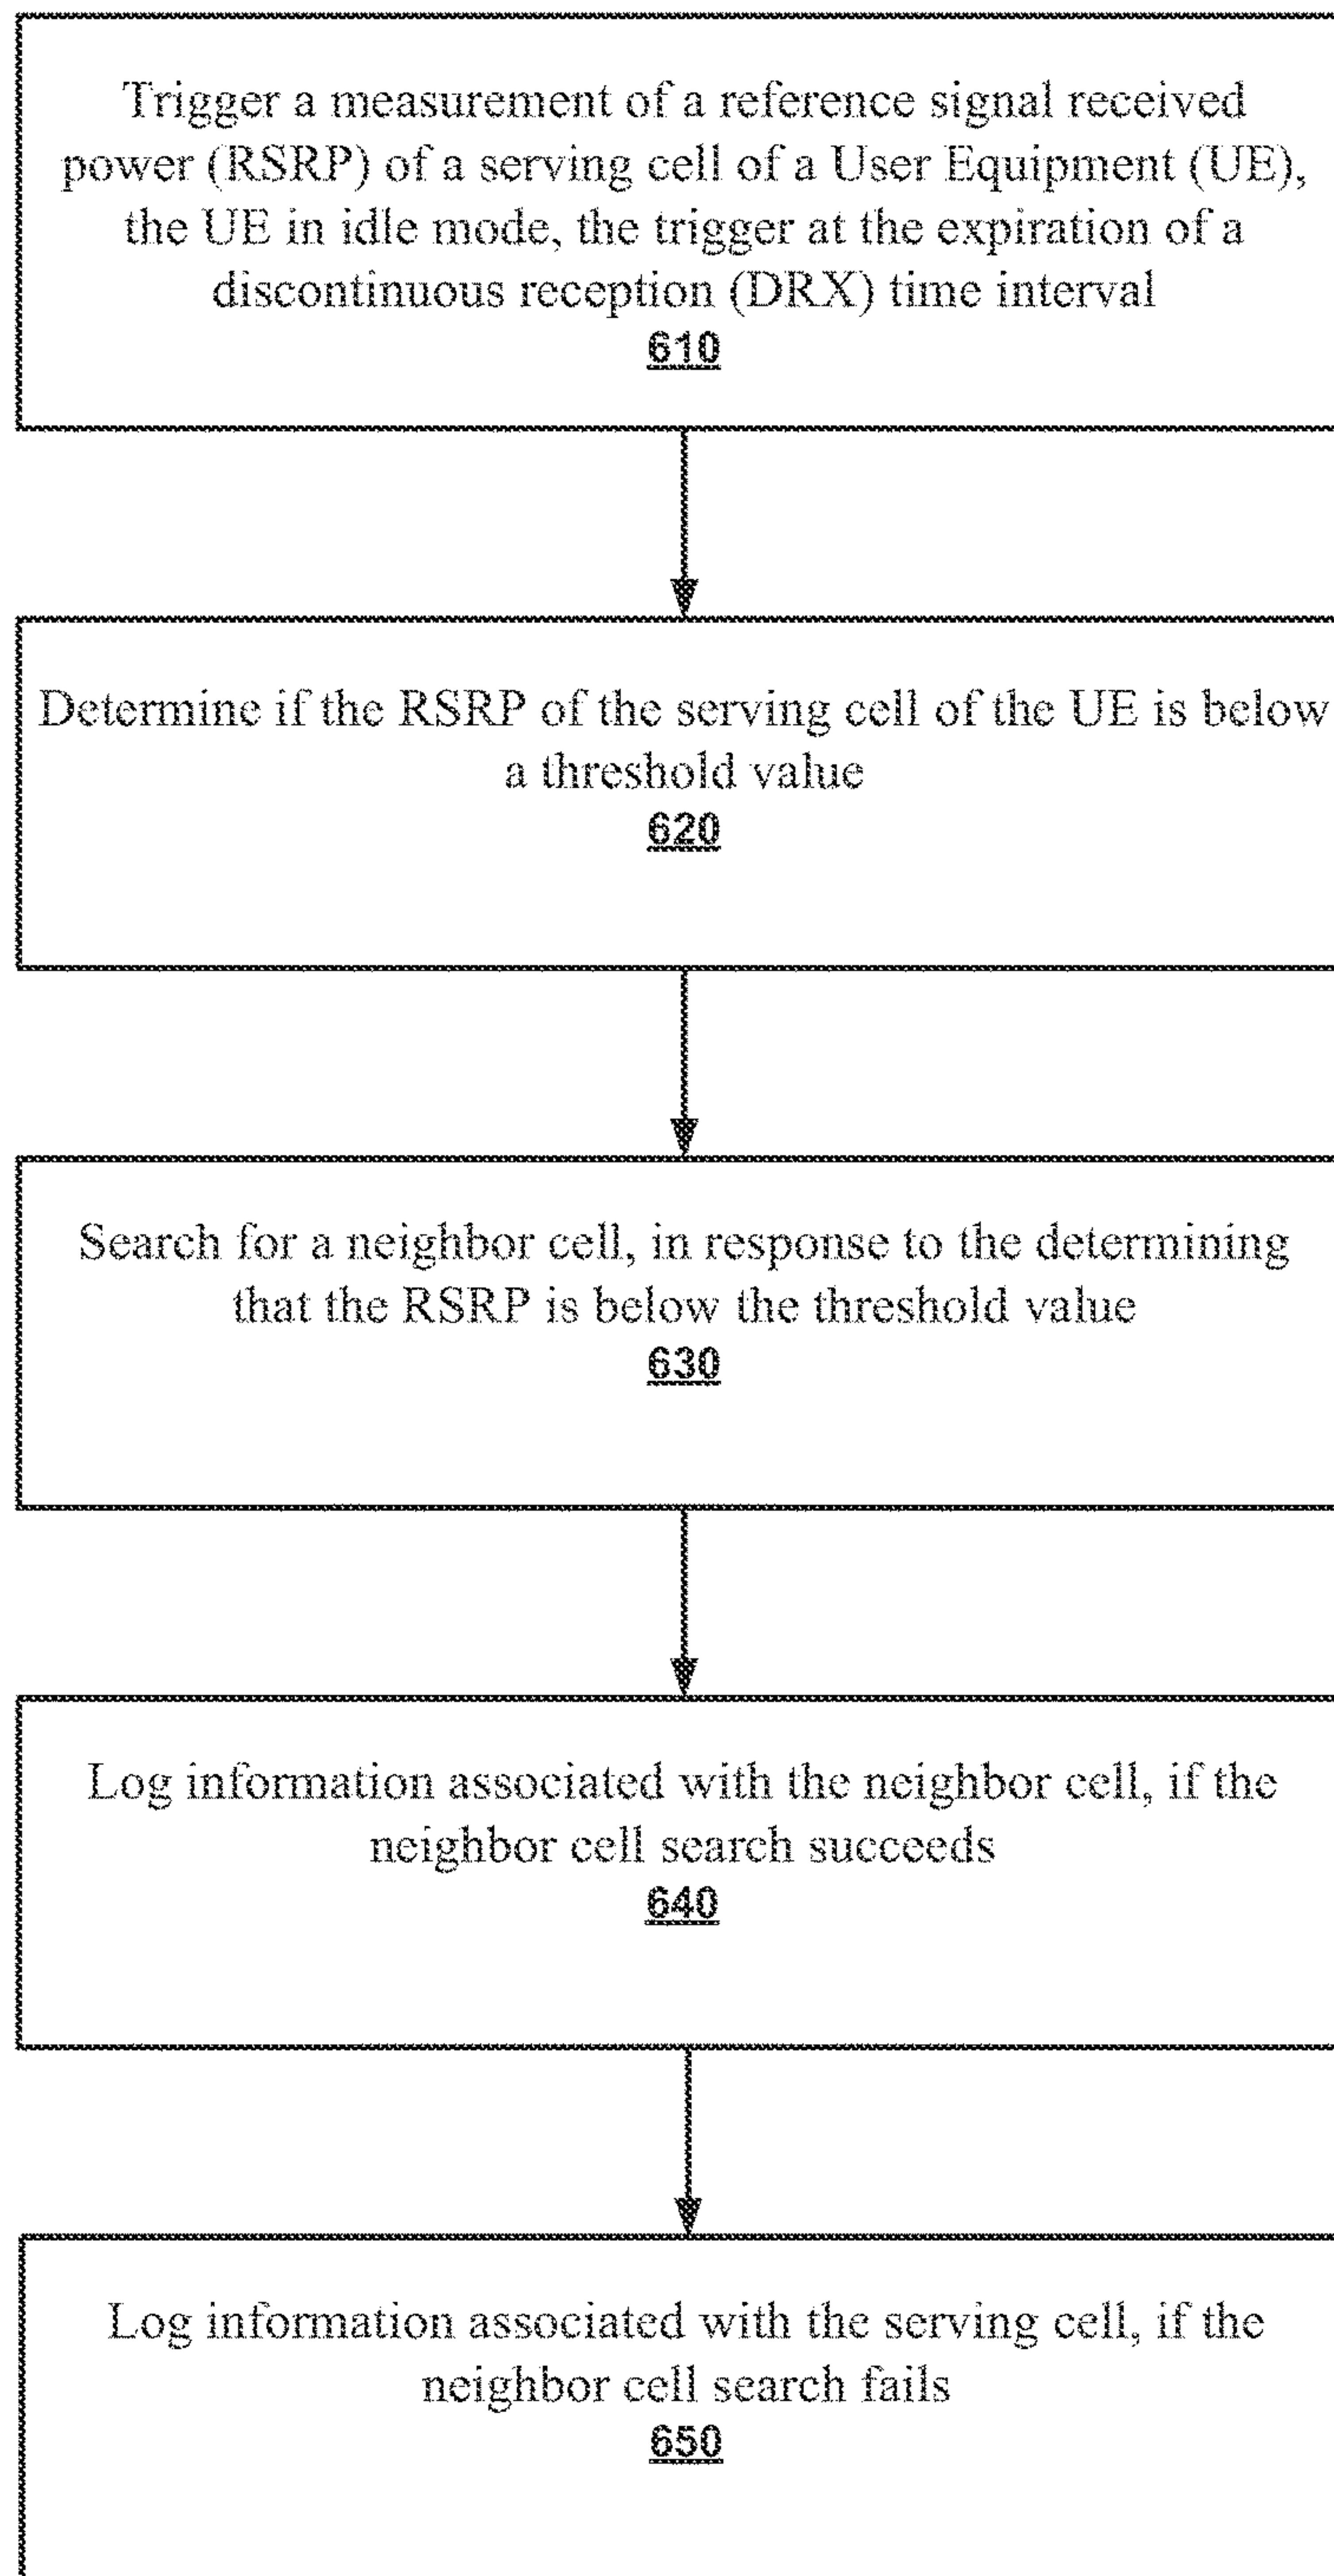 Trigger a measurement of a reference signal received
power (RSRP) of a serving cell of a User Equipment (UE),
the UE in idle mode, the trigger at the expiration of a
discontinuous reception (DRX) time interval
610
Determine if the RSRP of the serving cell of the UE is below
a threshold value
620
Search for a neighbor cell, in response to the determining
that the RSRP is below the threshold value
630
Log information associated with the neighbor cell, if the
neighbor cell search succeeds
640
Log information associated with the serving cell, if the
neighbor cell search fails
650